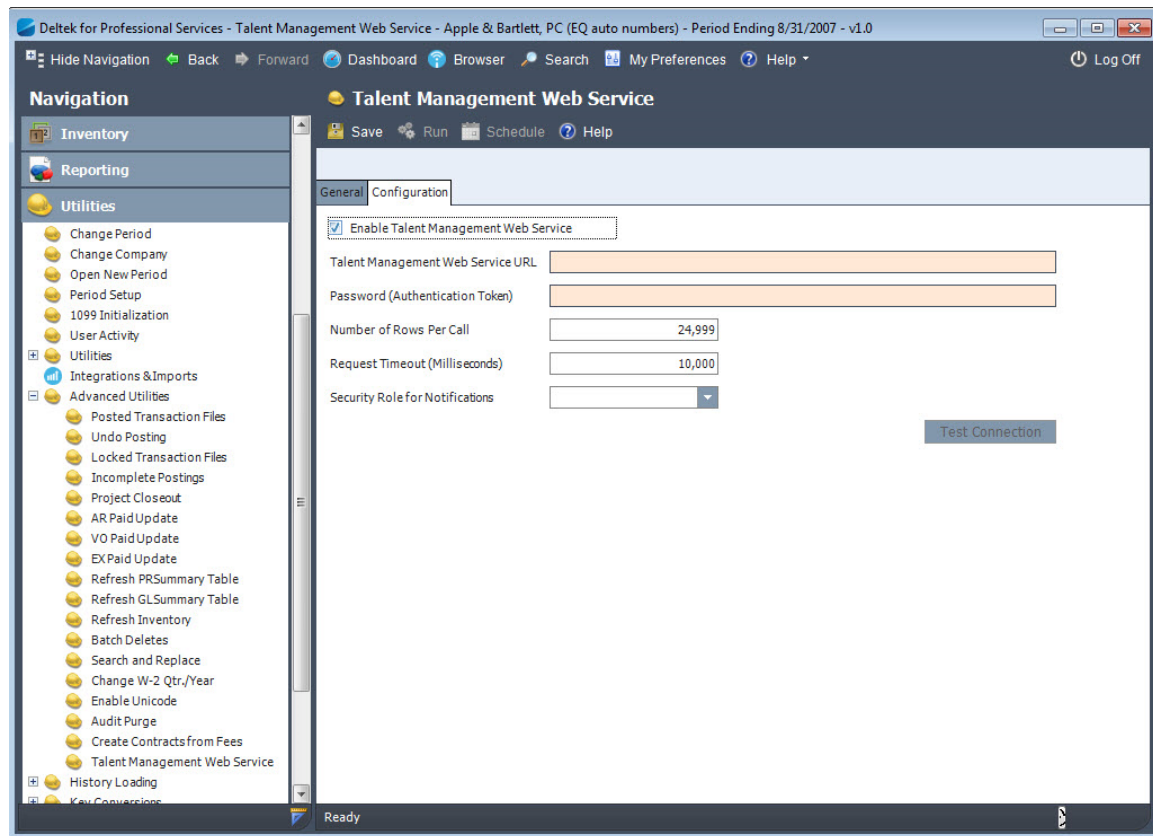 Deltek for Professional Services - Talent Management Web Service - Apple & Bartlett, PC (EQ auto numbers) - Period Ending 8/31/2007 - v1.0
Hide Navigation Back Forward Dashboard Browser Search My Preferences Help Log Off
Navigation
Inventory
Reporting
Utilities
Change Period
Change Company
Open New Period
Period Setup
1099 Initialization
User Activity
Utilities
Integrations & Imports
Advanced Utilities
Posted Transaction Files
Undo Posting
Locked Transaction Files
Incomplete Postings
Project Closeout
AR Paid Update
VO Paid Update
EX Paid Update
Refresh PRSummary Table
Refresh GLSummary Table
Refresh Inventory
Batch Deletes
Search and Replace
Change W-2 Qtr./Year
Enable Unicode
Audit Purge
Create Contracts from Fees
Talent Management Web Service
History Loading
Key Conversions
Talent Management Web Service
Save Run Schedule Help
General Configuration
Enable Talent Management Web Service
Talent Management Web Service URL
Password (Authentication Token)
Number of Rows Per Call 24,999
Request Timeout (Milliseconds) 10,000
Security Role for Notifications
Test Connection
Ready